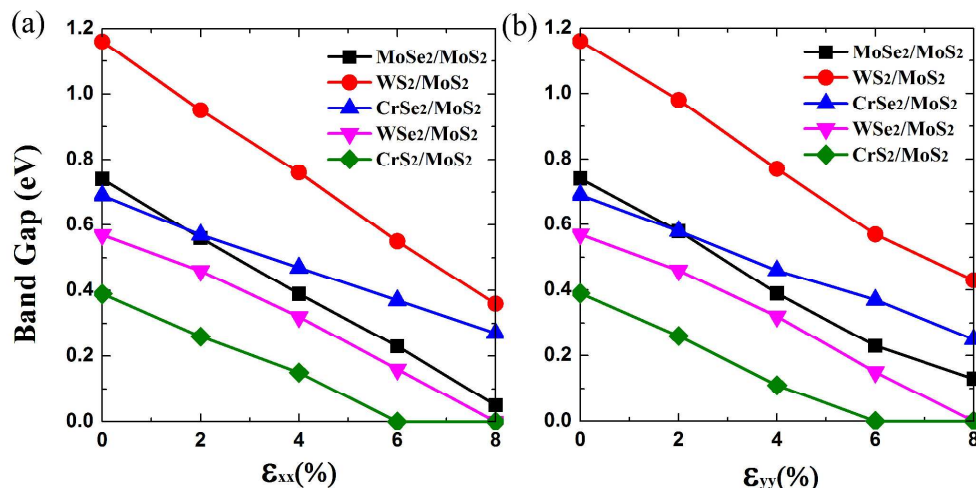 (a)
(b)
Band Gap (eV)
1.2
1.0
0.8
0.6
0.4
0.2
0.0
0 2 4 6 8
MoSe2/MoS2
WS2/MoS2
CrSe2/MoS2
WSe2/MoS2
CrS2/MoS2
εxx(%)
1.2
1.0
0.8
0.6
0.4
0.2
0.0
0 2 4 6 8
MoSe2/MoS2
WS2/MoS2
CrSe2/MoS2
WSe2/MoS2
CrS2/MoS2
εyy(%)